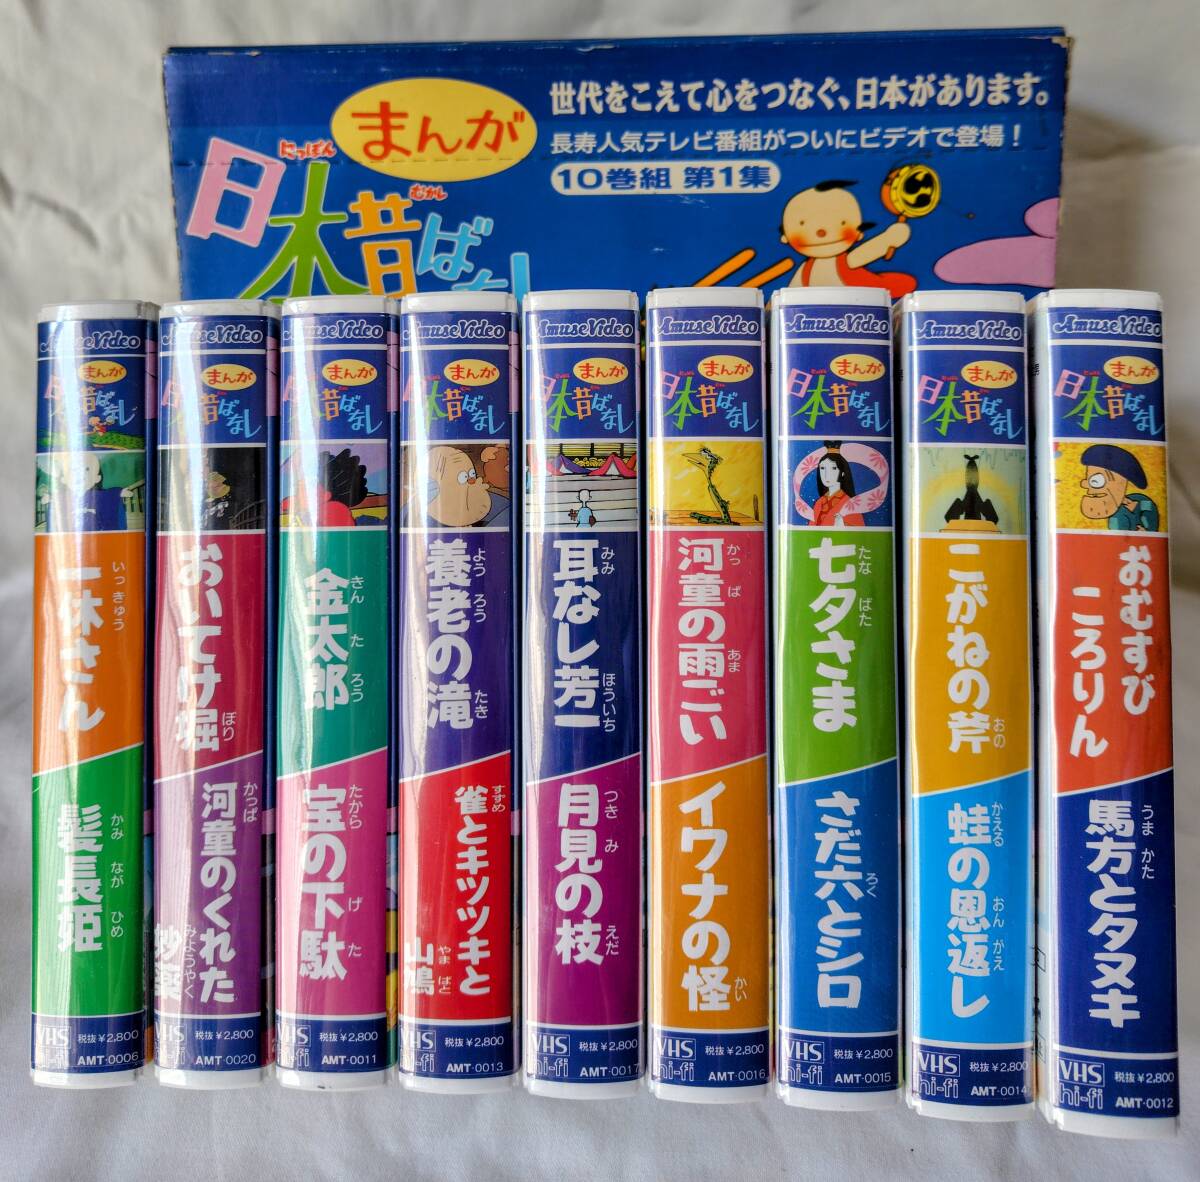 世代をこえて心をつなぐ、日本があります。
長寿人気テレビ番組がついにビデオで登場！
10巻組 第1集
まんが
にっぽん
むかし
日本昔ばなし
AmuseVideo
まんが
日本昔ばなし
いっきゅう
一休さん
かみ なが ひめ
髪長姫
VHS hi-fi
税抜¥2,800
AMT-0006
AmuseVideo
まんが
日本昔ばなし
おいてけ堀
ぼり
かっぱ
河童のくれた
みょうやく
妙薬
VHS hi-fi
税抜¥2,800
AMT-0020
AmuseVideo
まんが
日本昔ばなし
きん た ろう
金太郎
たから
宝の下駄
げ た
VHS hi-fi
税抜¥2,800
AMT-0011
AmuseVideo
まんが
日本昔ばなし
よう ろう
養老の滝
たき
すずめ
雀とキツツキと
やま ばと
山鳩
VHS hi-fi
税抜¥2,800
AMT-0013
AmuseVideo
まんが
日本昔ばなし
みみ
耳なし芳一
ほういち
つき み
月見の枝
えだ
VHS hi-fi
税抜¥2,800
AMT-0017
AmuseVideo
まんが
日本昔ばなし
かっ ぱ
河童の雨ごい
あま
イワナの怪
かい
VHS hi-fi
税抜¥2,800
AMT-0016
AmuseVideo
まんが
日本昔ばなし
たな ばた
七夕さま
さだ六とシロ
ろく
VHS hi-fi
税抜¥2,800
AMT-0015
AmuseVideo
まんが
日本昔ばなし
こがねの斧
おの
かえる
蛙の恩返し
おん がえ
VHS hi-fi
税抜¥2,800
AMT-0014
AmuseVideo
まんが
日本昔ばなし
おむすび
ころりん
うま かた
馬方とタヌキ
VHS hi-fi
税抜¥2,800
AMT-0012